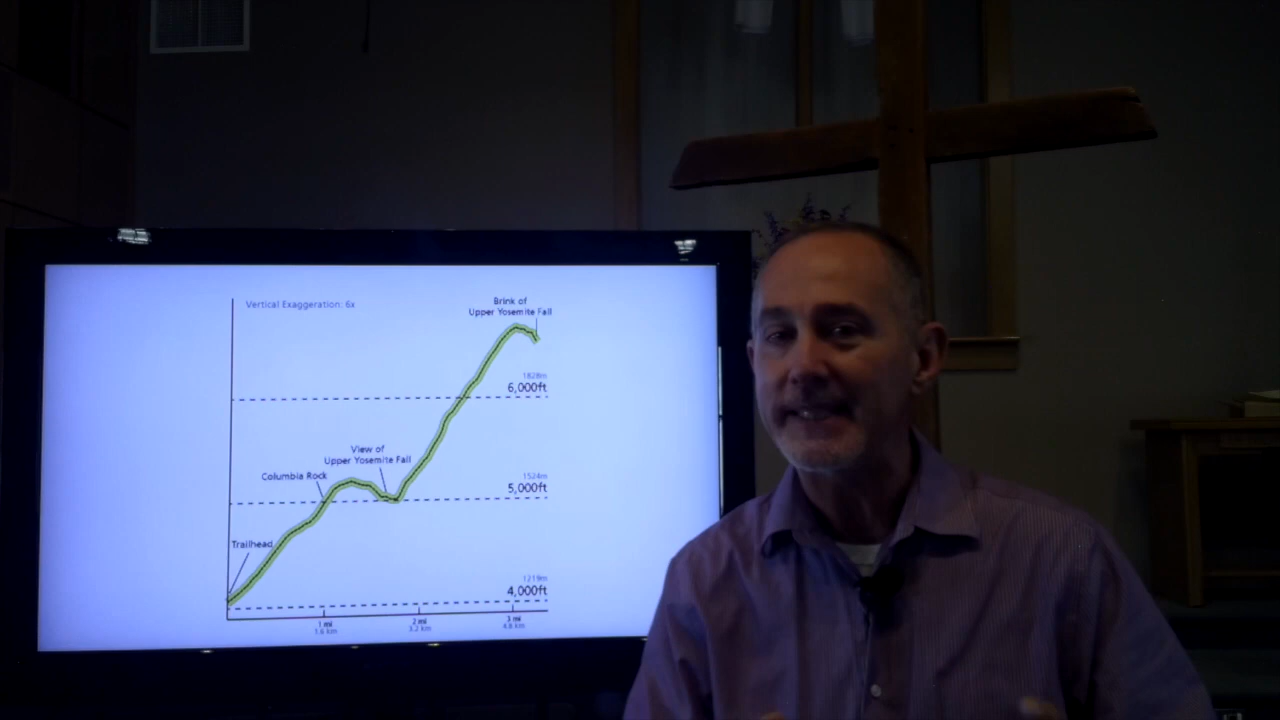 Vertical Exaggeration: 6x
Brink of
Upper Yosemite Fall
1828m
6,000ft
View of
Upper Yosemite Fall
Columbia Rock
1524m
5,000ft
Trailhead
1219m
4,000ft
1 mi
1.6 km
2 mi
3.2 km
3 mi
4.8 km